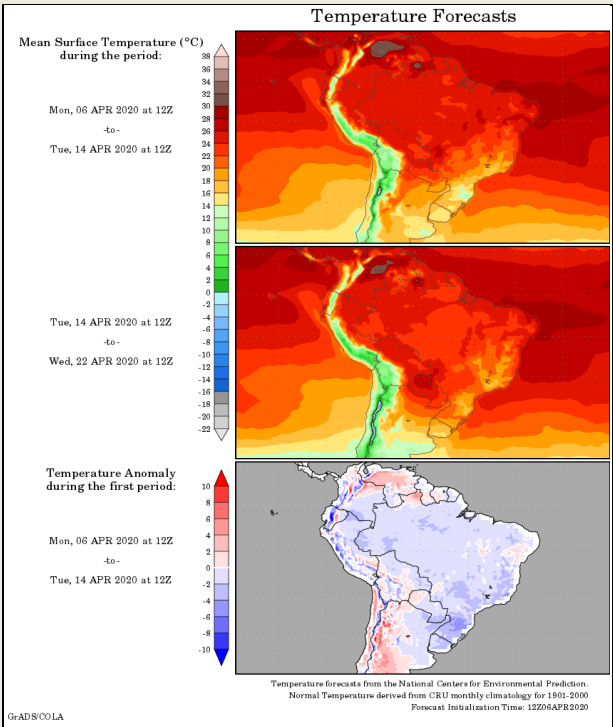 Temperature Forecasts
Mean Surface Temperature (°C)
during the period:
Mon, 06 APR 2020 at 12Z
-to-
Tue, 14 APR 2020 at 12Z
38
36
34
32
30
28
26
24
22
20
18
16
14
12
10
8
6
4
2
0
-2
-4
-6
-8
-10
-12
-14
-16
-18
-20
-22
Tue, 14 APR 2020 at 12Z
-to-
Wed, 22 APR 2020 at 12Z
Temperature Anomaly
during the first period:
Mon, 06 APR 2020 at 12Z
-to-
Tue, 14 APR 2020 at 12Z
10
8
6
4
2
0
-2
-4
-6
-8
-10
Temperature forecasts from the National Centers for Environmental Prediction.
Normal Temperature derived from CRU monthly climatology for 1901-2000
Forecast Initialization Time: 12Z06APR2020
GrADS/COLA